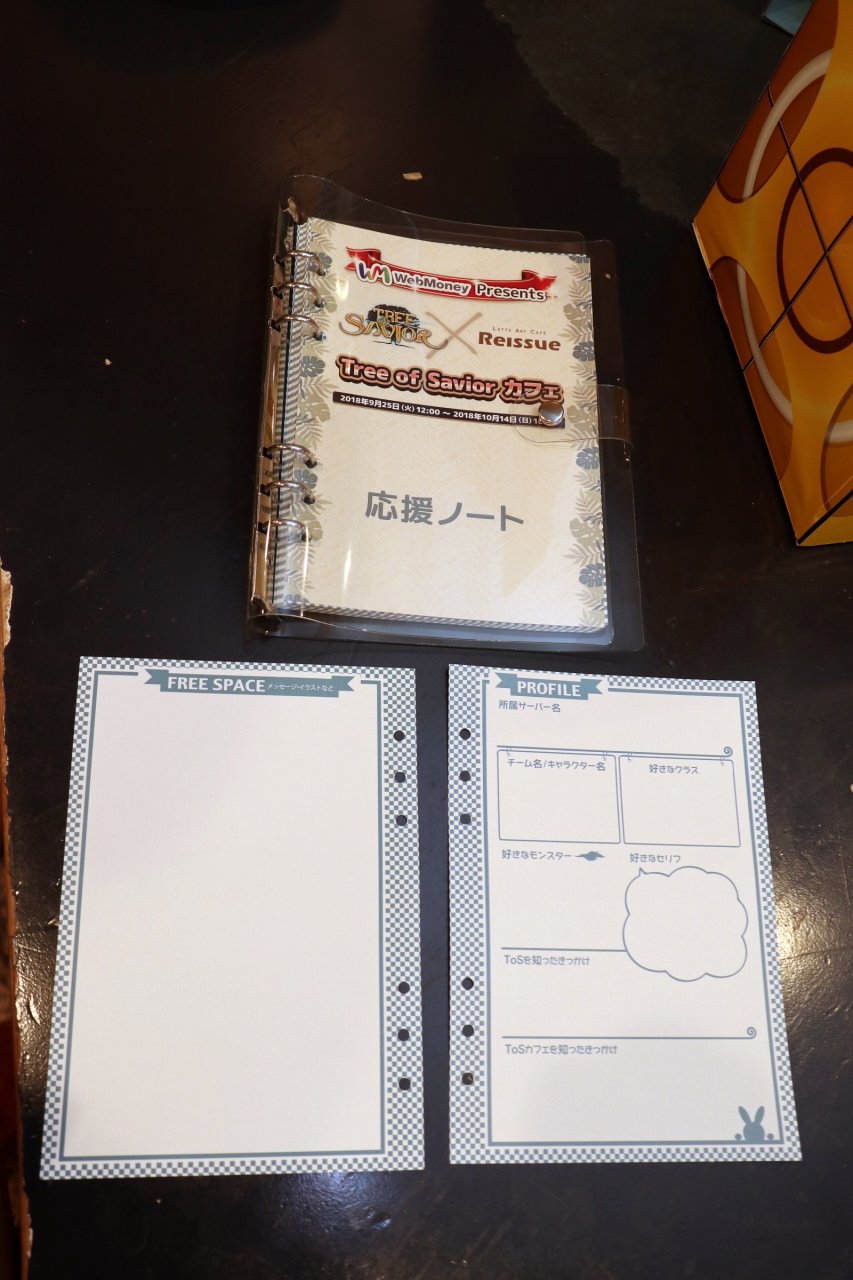 WM WebMoney Presents
TREE OF SAVIOR × LATTE ART CAFE Reissue
Tree of Savior カフェ
2018年9月25日(火)12:00 ～ 2018年10月14日(日)
応援ノート
FREE SPACE メッセージ・イラストなど
PROFILE
所属サーバー名
チーム名/キャラクター名 好きなクラス
好きなモンスター 好きなセリフ
ToSを知ったきっかけ
ToSカフェを知ったきっかけ